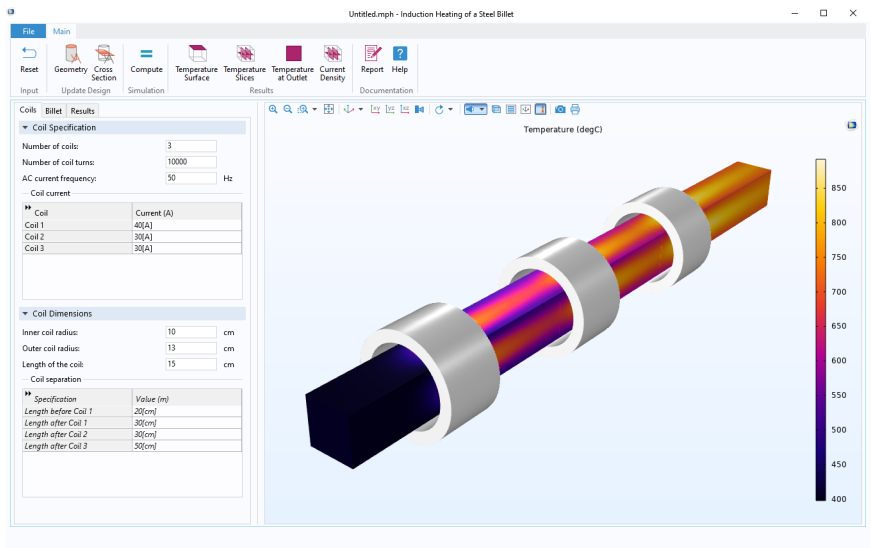 Untitled.mph - Induction Heating of a Steel Billet
File Main
Reset Geometry Cross Section Compute Temperature Surface Temperature Slices Temperature at Outlet Current Density Report Help
Input Update Design Simulation Results Documentation
Coils Billet Results
Coil Specification
Number of coils: 3
Number of coil turns: 10000
AC current frequency: 50 Hz
Coil current
Coil Current (A)
Coil 1 40[A]
Coil 2 30[A]
Coil 3 30[A]
Coil Dimensions
Inner coil radius: 10 cm
Outer coil radius: 13 cm
Length of the coil: 15 cm
Coil separation
Specification Value (m)
Length before Coil 1 20[cm]
Length after Coil 1 30[cm]
Length after Coil 2 30[cm]
Length after Coil 3 50[cm]
xy yz xz
Temperature (degC)
850
800
750
700
650
600
550
500
450
400